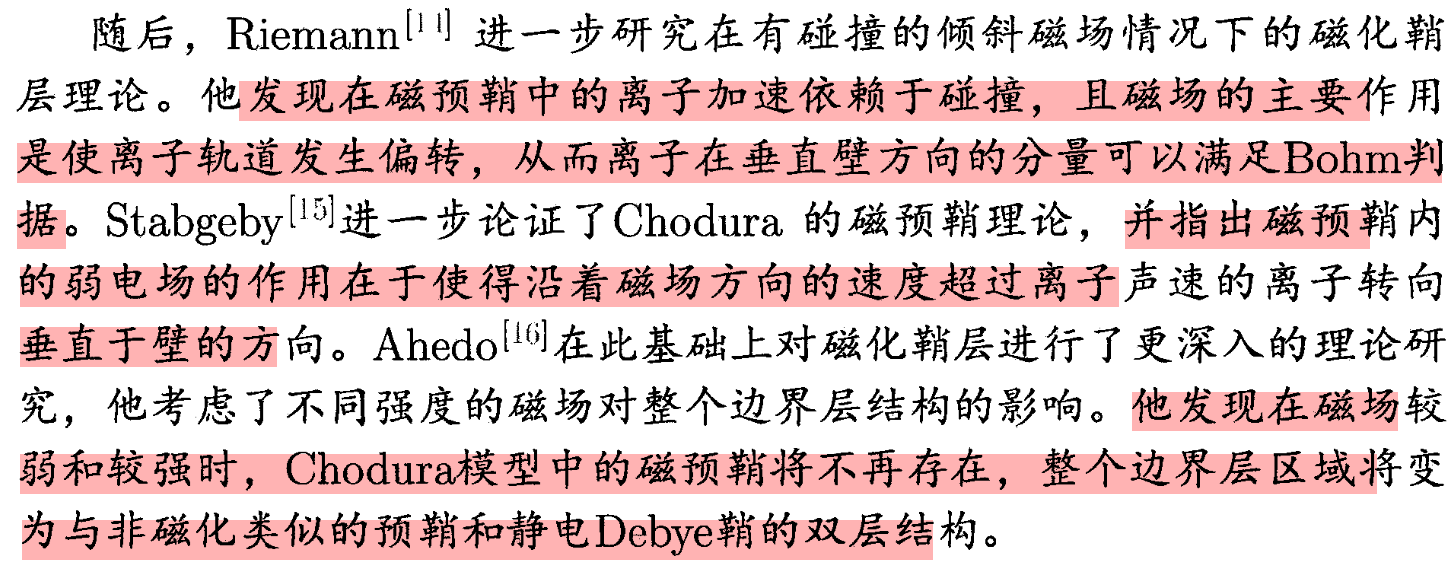 随后，Riemann[14] 进一步研究在有碰撞的倾斜磁场情况下的磁化鞘
层理论。他发现在磁预鞘中的离子加速依赖于碰撞，且磁场的主要作用
是使离子轨道发生偏转，从而离子在垂直壁方向的分量可以满足Bohm判
据。Stabgeby[15]进一步论证了Chodura 的磁预鞘理论，并指出磁预鞘内
的弱电场的作用在于使得沿着磁场方向的速度超过离子声速的离子转向
垂直于壁的方向。Ahedo[16]在此基础上对磁化鞘层进行了更深入的理论研
究，他考虑了不同强度的磁场对整个边界层结构的影响。他发现在磁场较
弱和较强时，Chodura模型中的磁预鞘将不再存在，整个边界层区域将变
为与非磁化类似的预鞘和静电Debye鞘的双层结构。